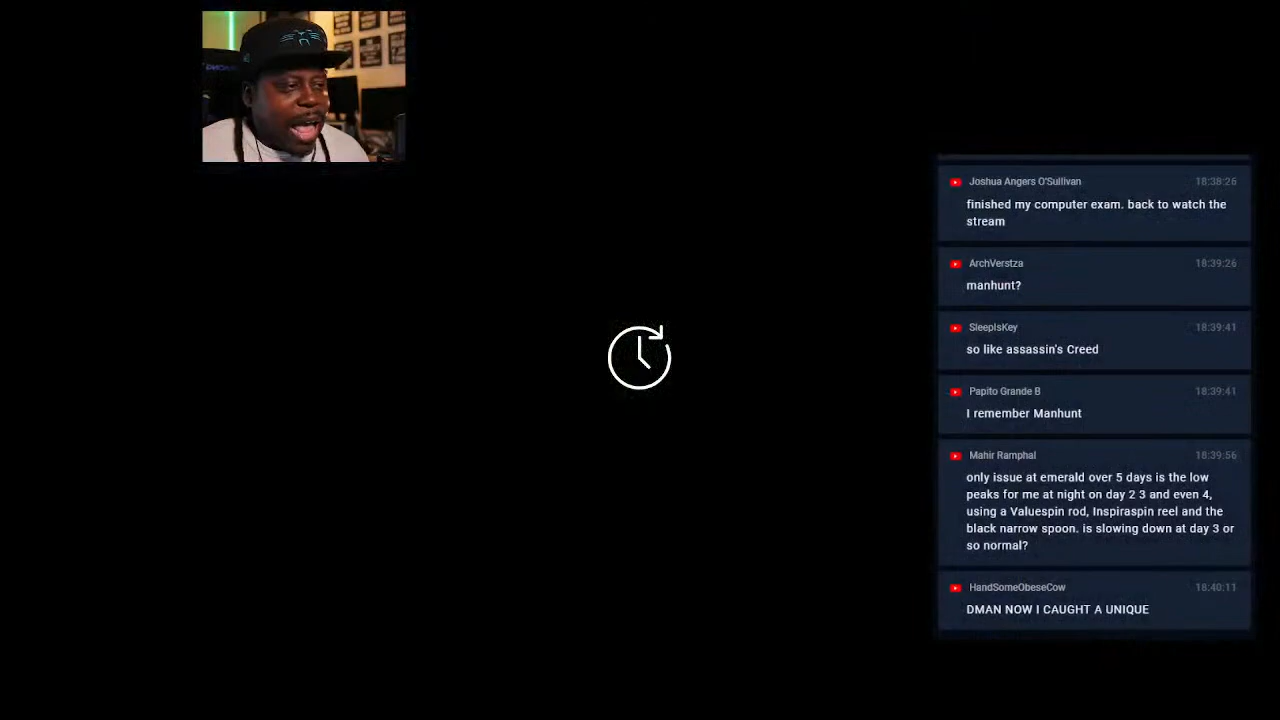 Joshua Angers O'Sullivan 18:38:26
finished my computer exam. back to watch the
stream
ArchVerstza 18:39:26
manhunt?
SleepIsKey 18:39:41
so like assassin's Creed
Papito Grande B 18:39:41
I remember Manhunt
Mahir Ramphal 18:39:56
only issue at emerald over 5 days is the low
peaks for me at night on day 2 3 and even 4,
using a Valuespin rod, Inspiraspin reel and the
black narrow spoon. is slowing down at day 3 or
so normal?
HandSomeObeseCow 18:40:11
DMAN NOW I CAUGHT A UNIQUE